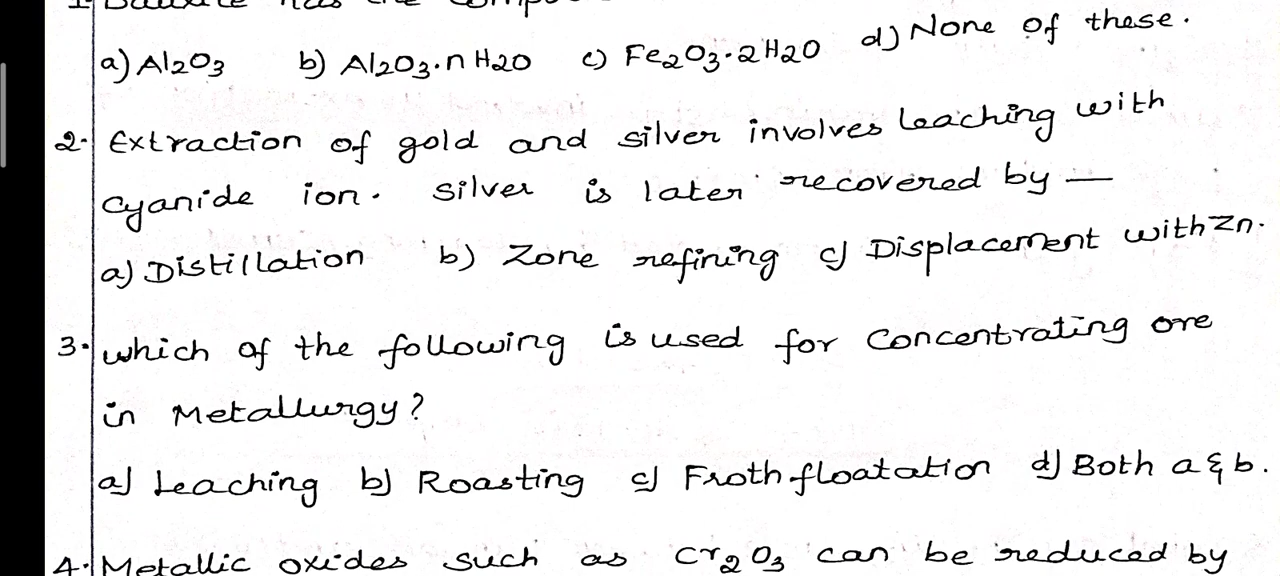 a) Al2O3 b) Al2O3.nH2O c) Fe2O3.2H2O d) None of these.
2. Extraction of gold and silver involves leaching with
cyanide ion. silver is later recovered by —
a) Distillation b) Zone refining c) Displacement with Zn.
3. which of the following is used for Concentrating ore
in Metallurgy?
a) Leaching b) Roasting c) Froth floatation d) Both a & b.
4. Metallic oxides such as Cr2O3 can be reduced by